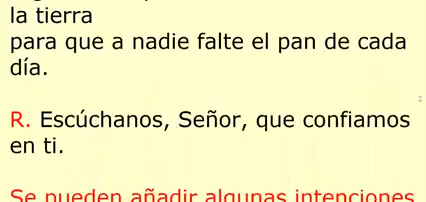 la tierra
para que a nadie falte el pan de cada
día.
R. Escúchanos, Señor, que confiamos
en ti.
Se pueden añadir algunas intenciones